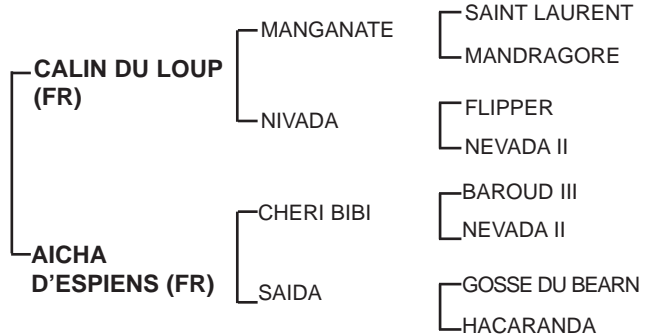 SAINT LAURENT
MANGANATE
MANDRAGORE
CALIN DU LOUP
(FR)
FLIPPER
NIVADA
NEVADA II
BAROUD III
CHERI BIBI
NEVADA II
AICHA
D'ESPIENS (FR)
GOSSE DU BEARN
SAIDA
HACARANDA